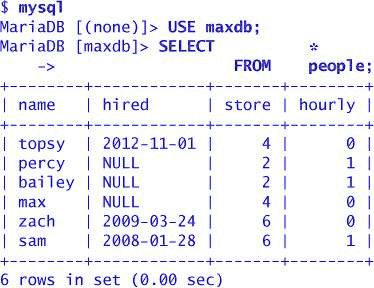 $ mysql
MariaDB [(none)]> USE maxdb;
MariaDB [maxdb]> SELECT          *
    ->                    FROM     people;
+--------+------------+-------+--------+
| name   | hired      | store | hourly |
+--------+------------+-------+--------+
| topsy  | 2012-11-01 |     4 |      0 |
| percy  | NULL       |     2 |      1 |
| bailey | NULL       |     2 |      1 |
| max    | NULL       |     4 |      0 |
| zach   | 2009-03-24 |     6 |      0 |
| sam    | 2008-01-28 |     6 |      1 |
+--------+------------+-------+--------+
6 rows in set (0.00 sec)